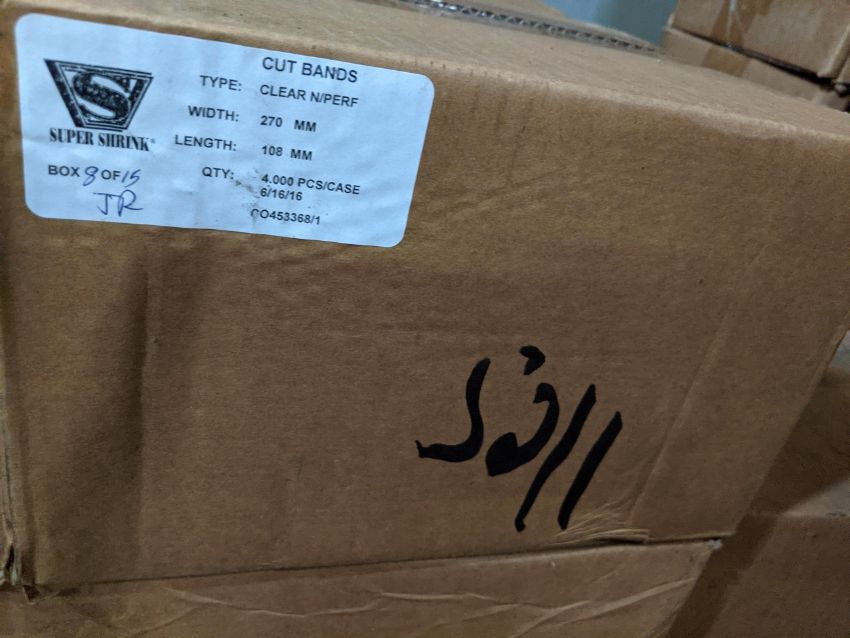 CUT BANDS
TYPE: CLEAR N/PERF
WIDTH: 270 MM
LENGTH: 108 MM
QTY: 4.000 PCS/CASE
6/16/16
CO453368/1
S
SUPER SHRINK®
BOX 8 OF 15
JR